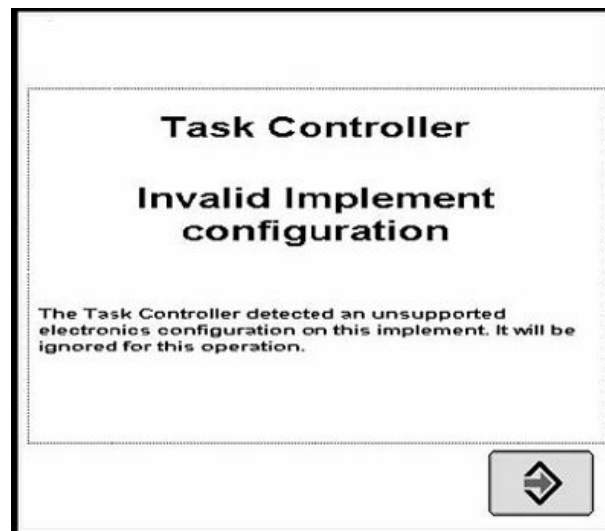 Task Controller
Invalid Implement
configuration
The Task Controller detected an unsupported
electronics configuration on this implement. It will be
ignored for this operation.